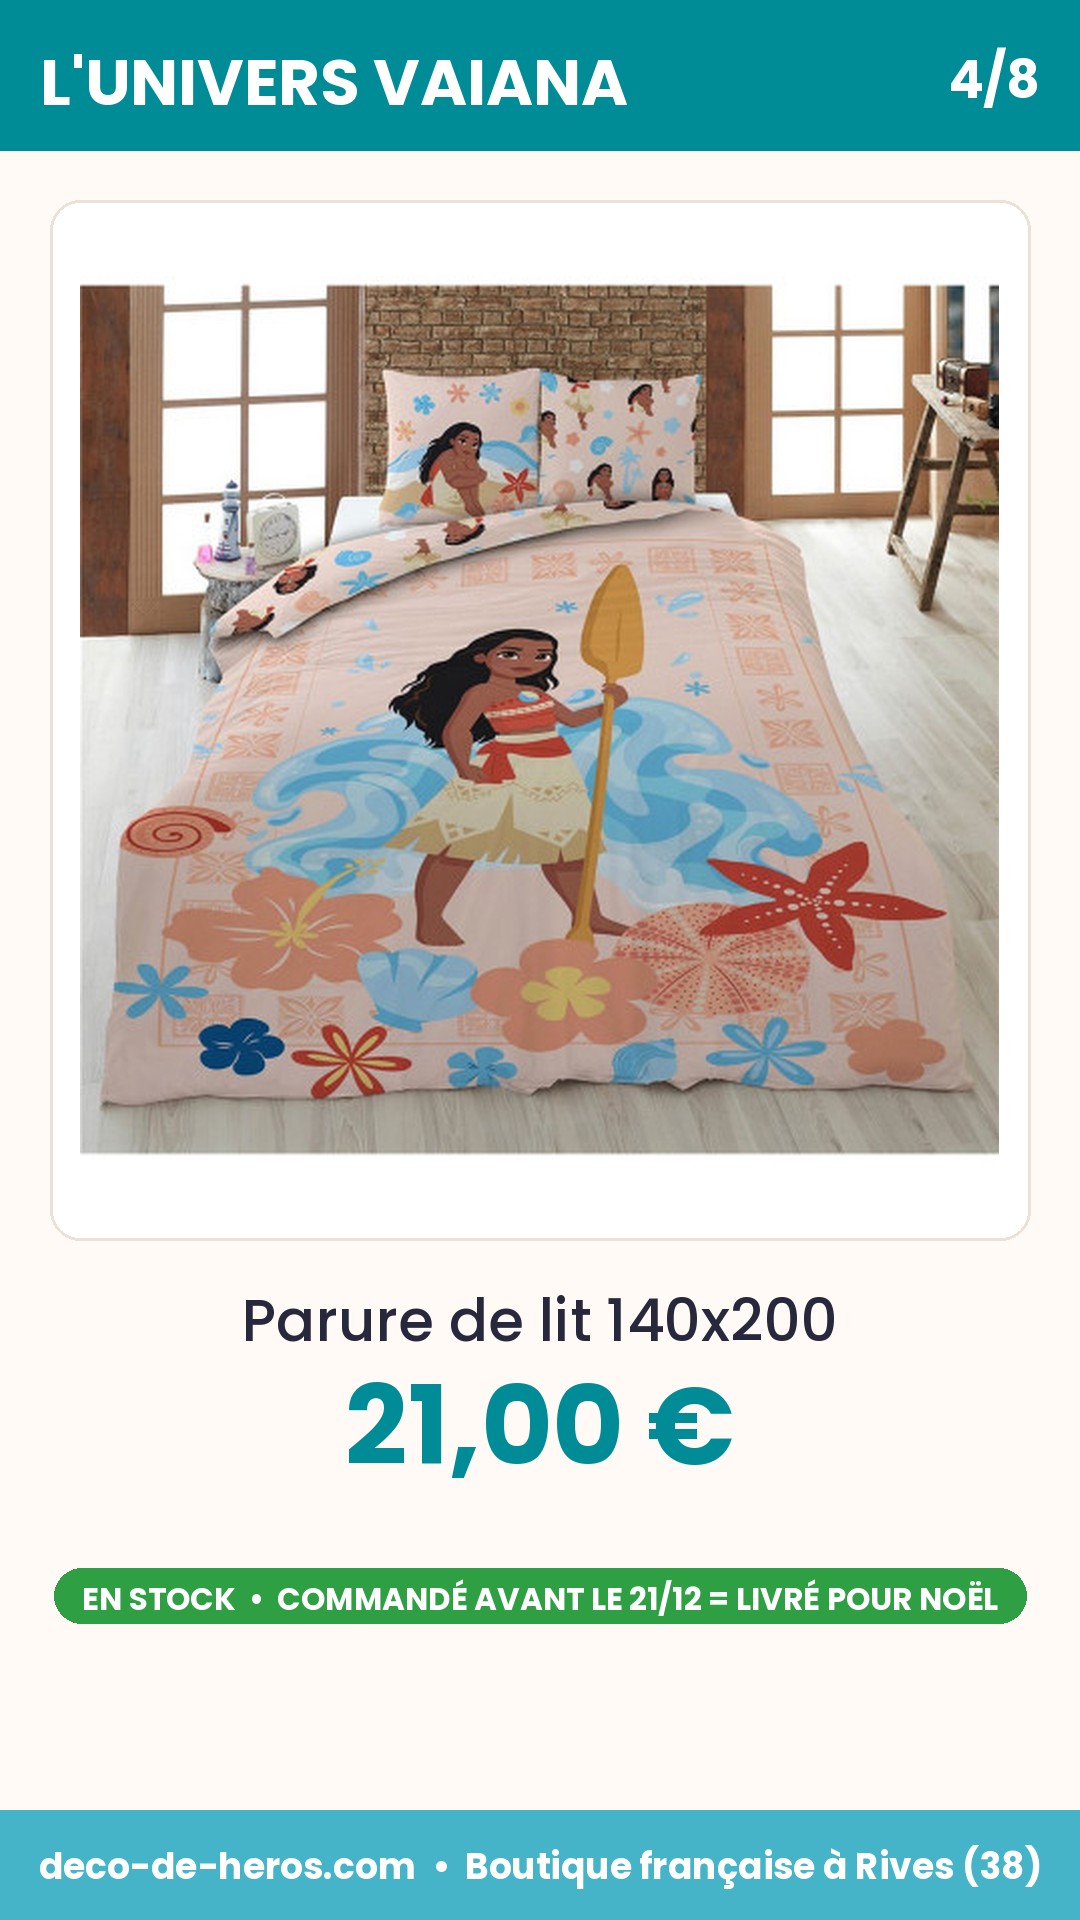 L'UNIVERS VAIANA
4/8
Parure de lit 140x200
21,00 €
EN STOCK • COMMANDÉ AVANT LE 21/12 = LIVRÉ POUR NOËL
deco-de-heros.com • Boutique française à Rives (38)